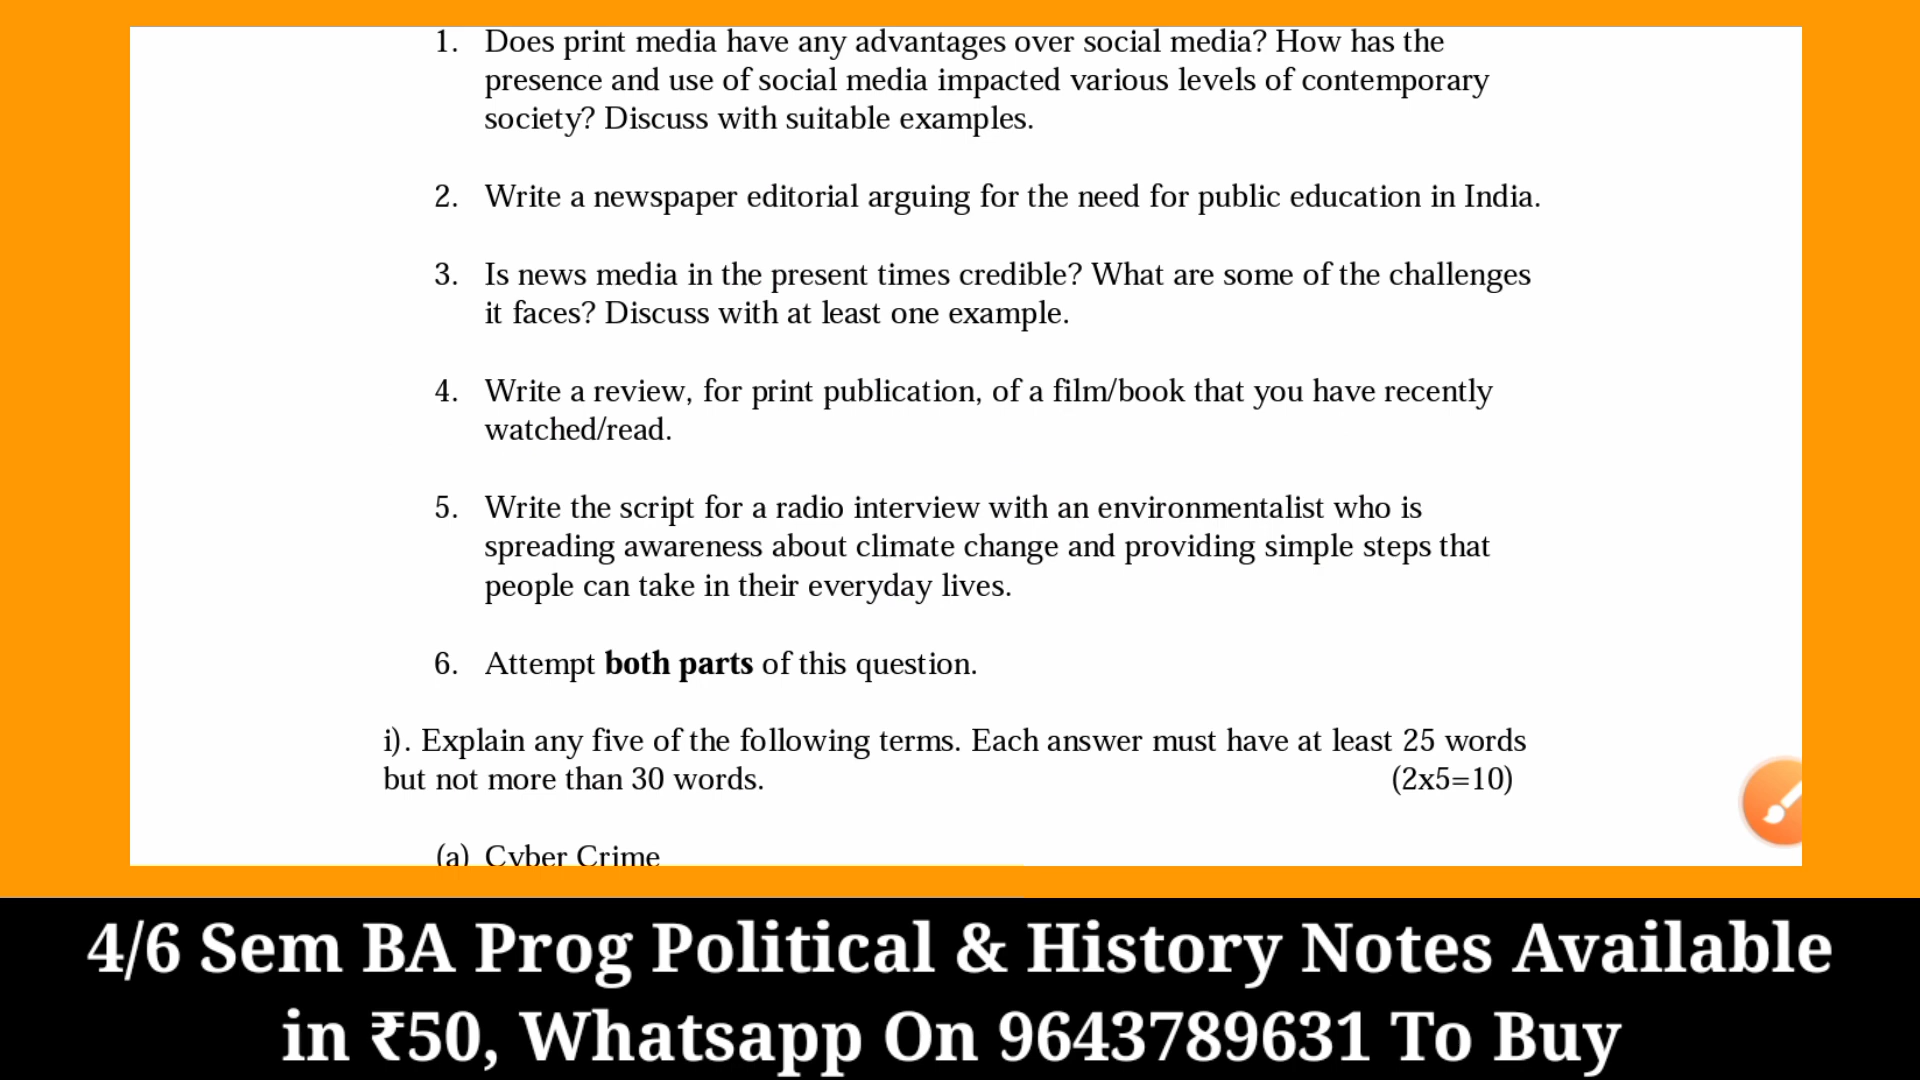 1. Does print media have any advantages over social media? How has the
presence and use of social media impacted various levels of contemporary
society? Discuss with suitable examples.
2. Write a newspaper editorial arguing for the need for public education in India.
3. Is news media in the present times credible? What are some of the challenges
it faces? Discuss with at least one example.
4. Write a review, for print publication, of a film/book that you have recently
watched/read.
5. Write the script for a radio interview with an environmentalist who is
spreading awareness about climate change and providing simple steps that
people can take in their everyday lives.
6. Attempt both parts of this question.
i). Explain any five of the following terms. Each answer must have at least 25 words
but not more than 30 words. (2x5=10)
(a) Cyber Crime
4/6 Sem BA Prog Political & History Notes Available
in ₹50, Whatsapp On 9643789631 To Buy